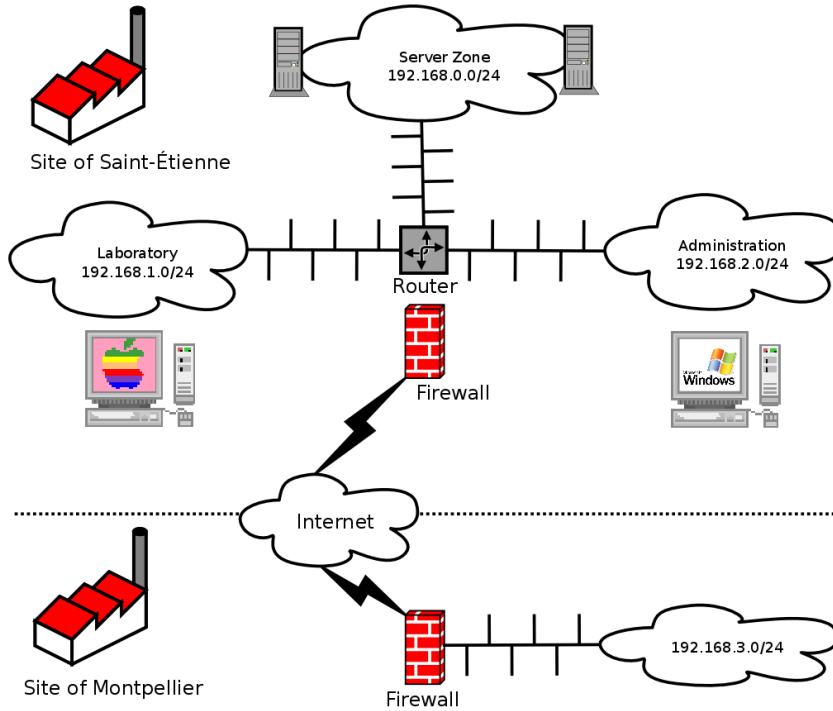 Server Zone
192.168.0.0/24
Site of Saint-Étienne
Laboratory
192.168.1.0/24
Administration
192.168.2.0/24
Router
Firewall
Windows
Internet
192.168.3.0/24
Site of Montpellier
Firewall